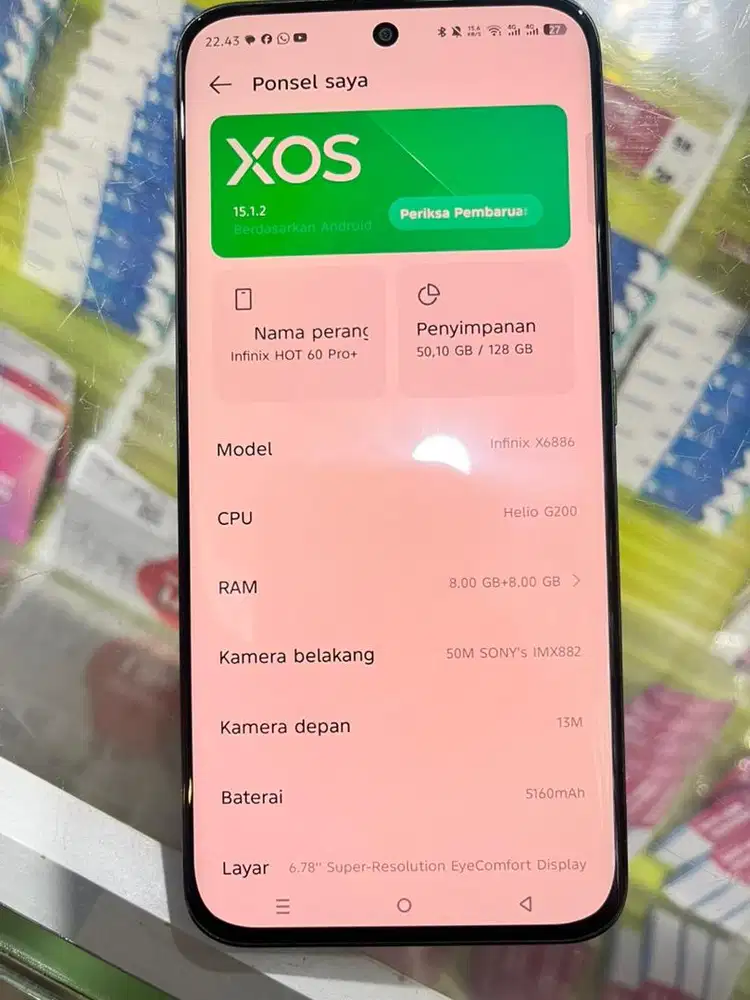 22.43 27
Ponsel saya
XOS
15.1.2
Periksa Pembarua
Berdasarkan Android
Nama perang
Infinix HOT 60 Pro+
Penyimpanan
50,10 GB / 128 GB
Model Infinix X6886
CPU Helio G200
RAM 8.00 GB+8.00 GB
Kamera belakang 50M SONY's IMX882
Kamera depan 13M
Baterai 5160mAh
Layar 6.78'' Super-Resolution EyeComfort Display